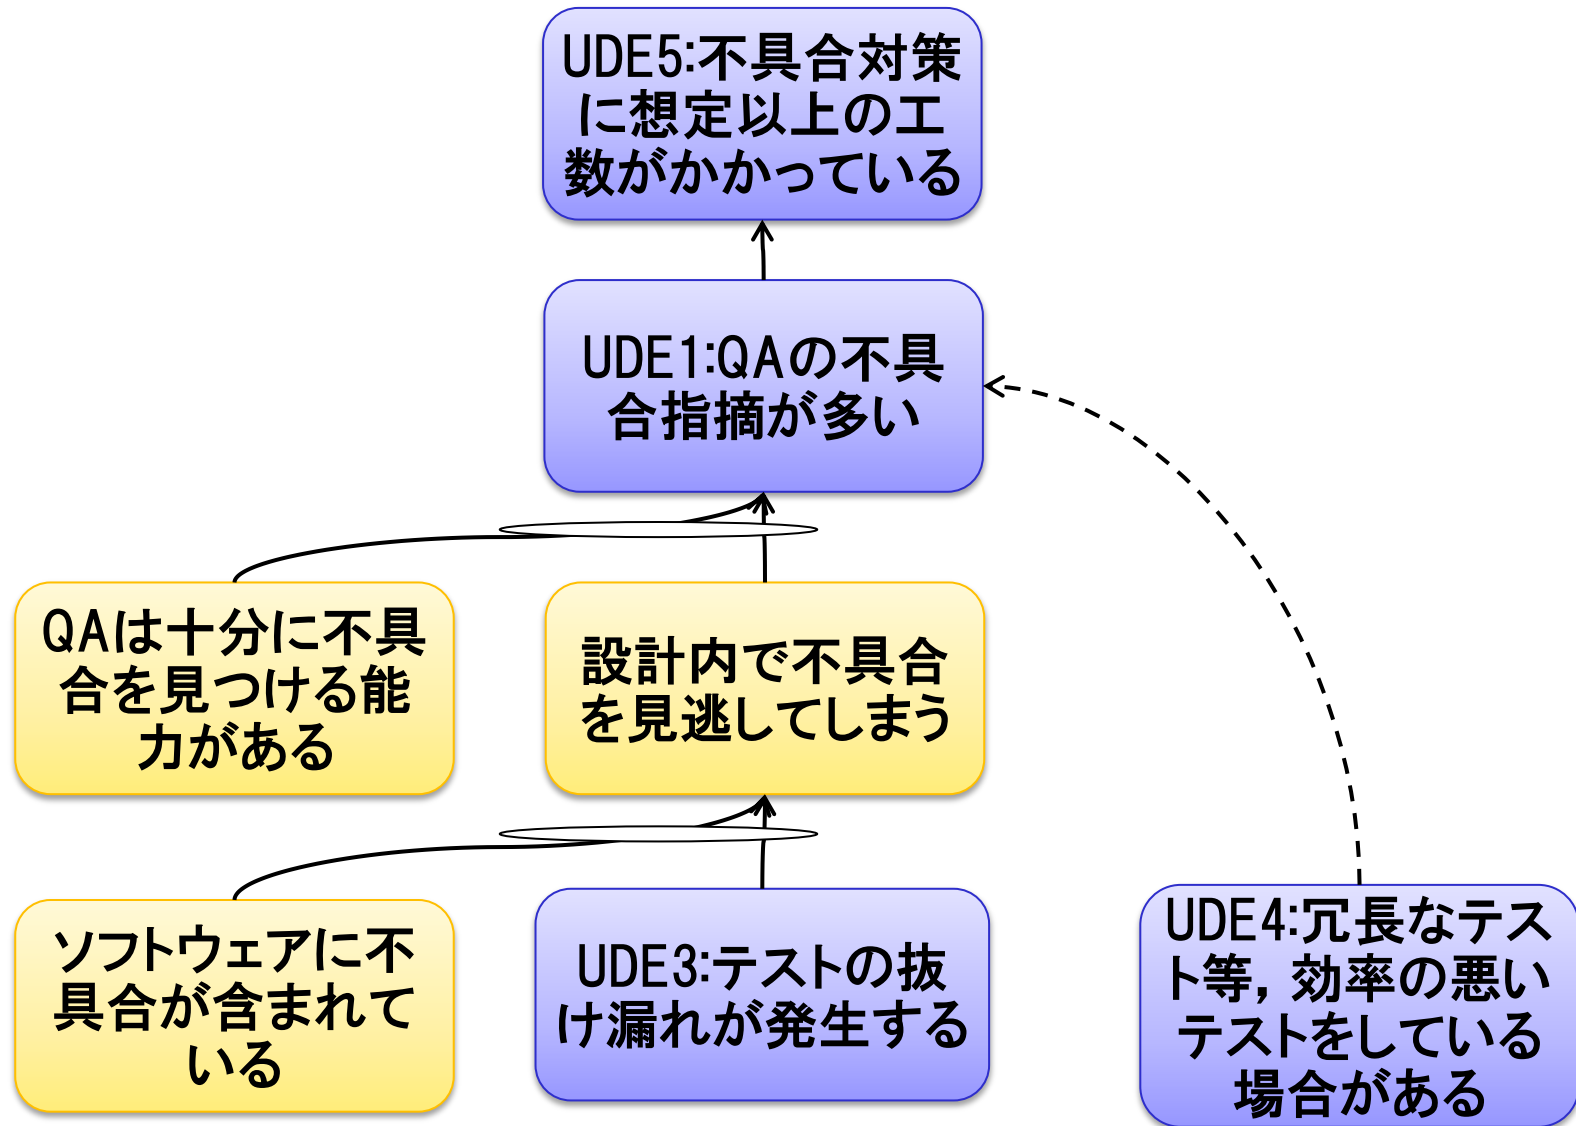 UDE5:不具合対策
に想定以上の工
数がかかっている
UDE1:QAの不具
合指摘が多い
QAは十分に不具
合を見つける能
力がある
設計内で不具合
を見逃してしまう
ソフトウェアに不
具合が含まれて
いる
UDE3:テストの抜
け漏れが発生する
UDE4:冗長なテス
ト等，効率の悪い
テストをしている
場合がある